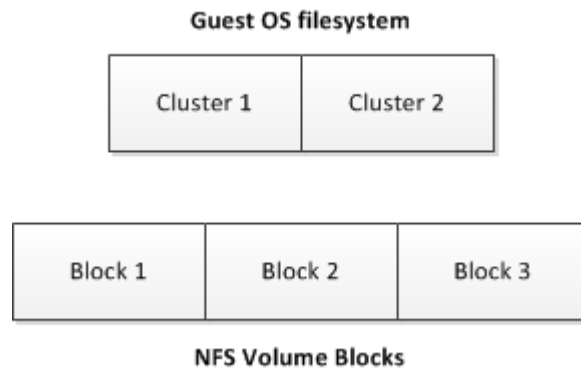 Guest OS filesystem
Cluster 1 Cluster 2
Block 1 Block 2 Block 3
NFS Volume Blocks